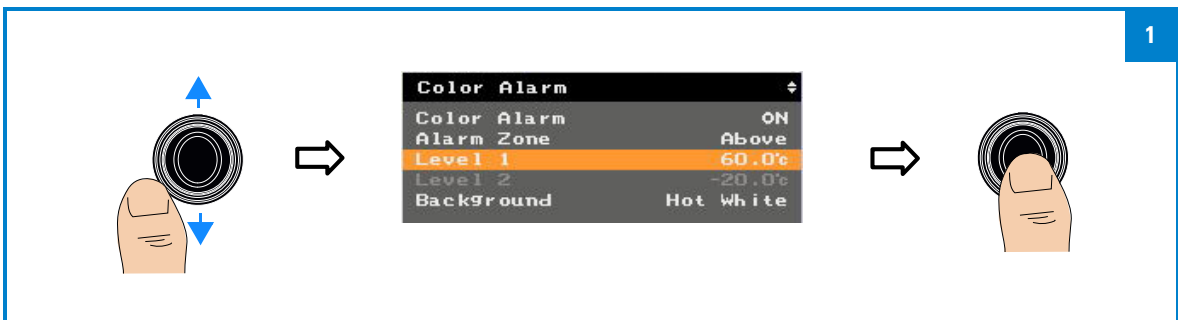 1
Color Alarm
Color Alarm ON
Alarm Zone Above
Level 1 60.0℃
Level 2 -20.0℃
Background Hot White